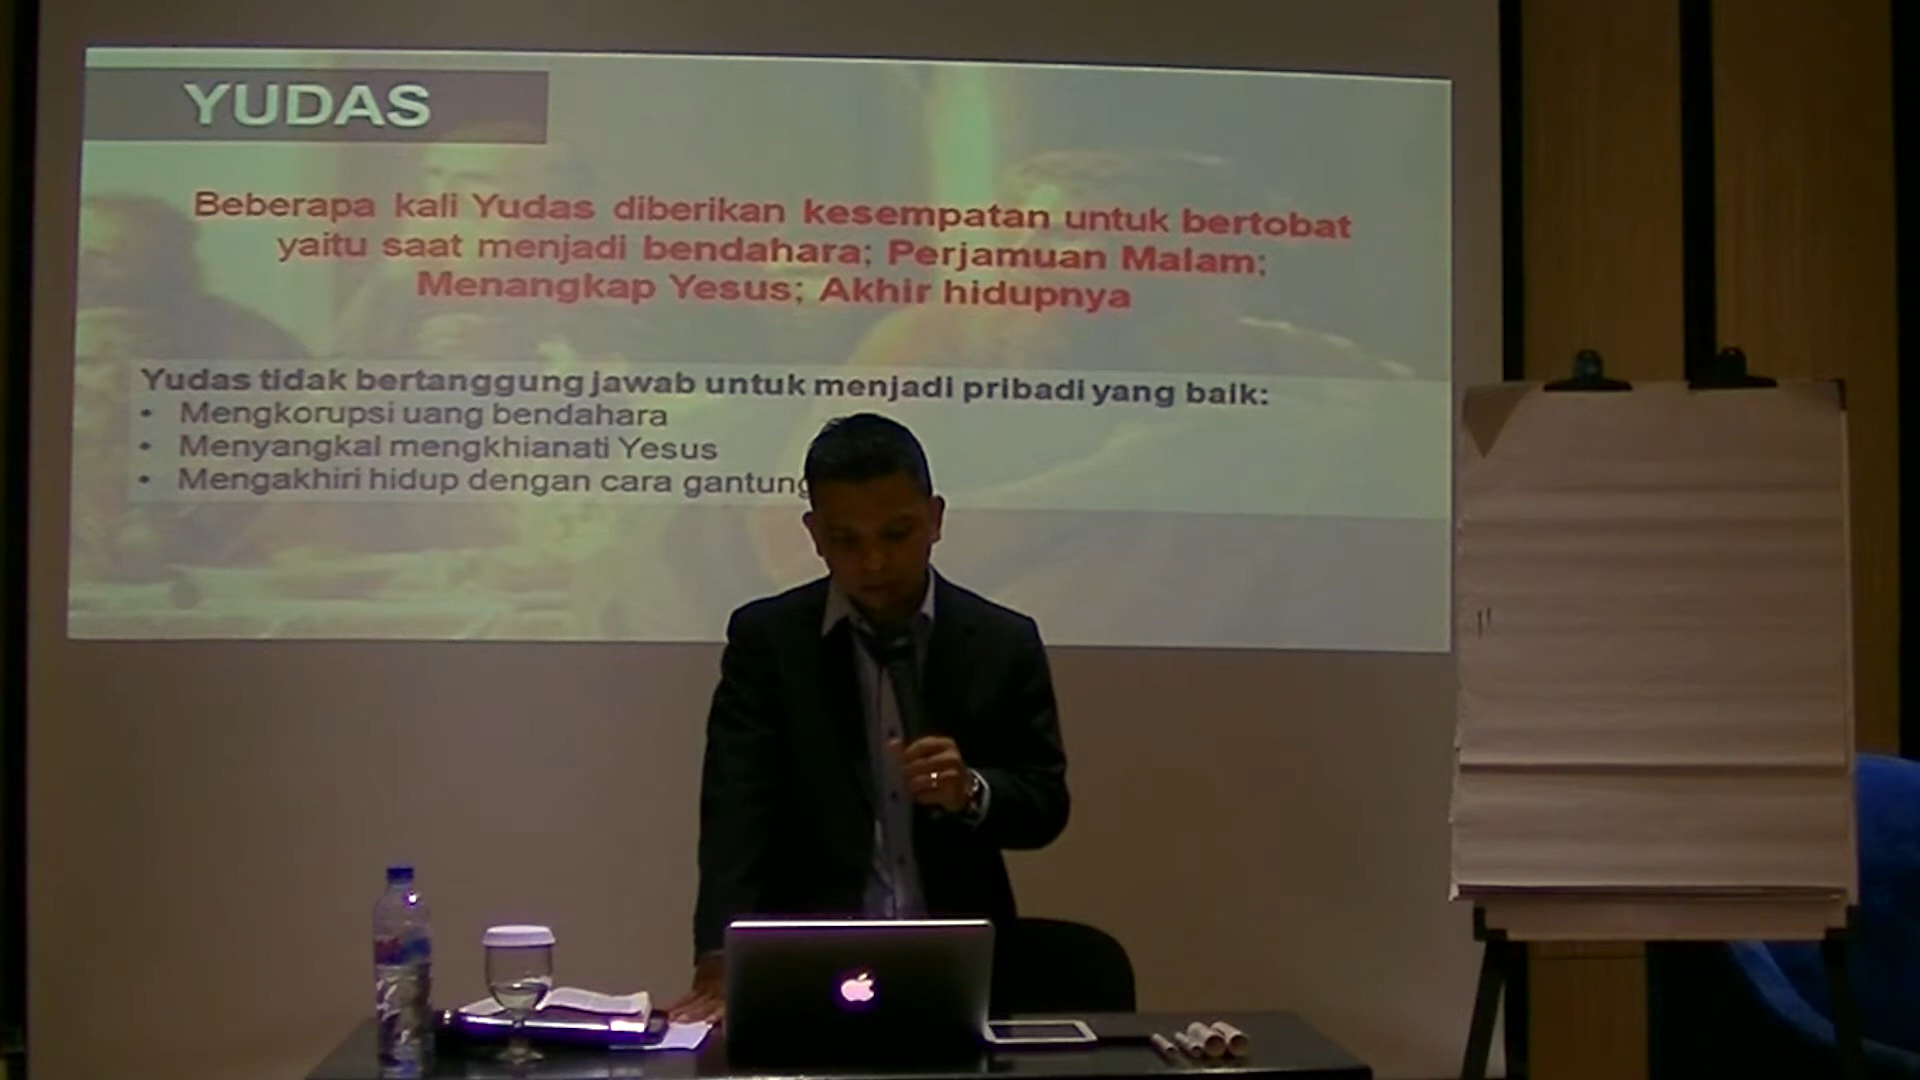 YUDAS
Beberapa kali Yudas diberikan kesempatan untuk bertobat
yaitu saat menjadi bendahara; Perjamuan Malam;
Menangkap Yesus; Akhir hidupnya
Yudas tidak bertanggung jawab untuk menjadi pribadi yang baik:
• Mengkorupsi uang bendahara
• Menyangkal mengkhianati Yesus
• Mengakhiri hidup dengan cara gantung